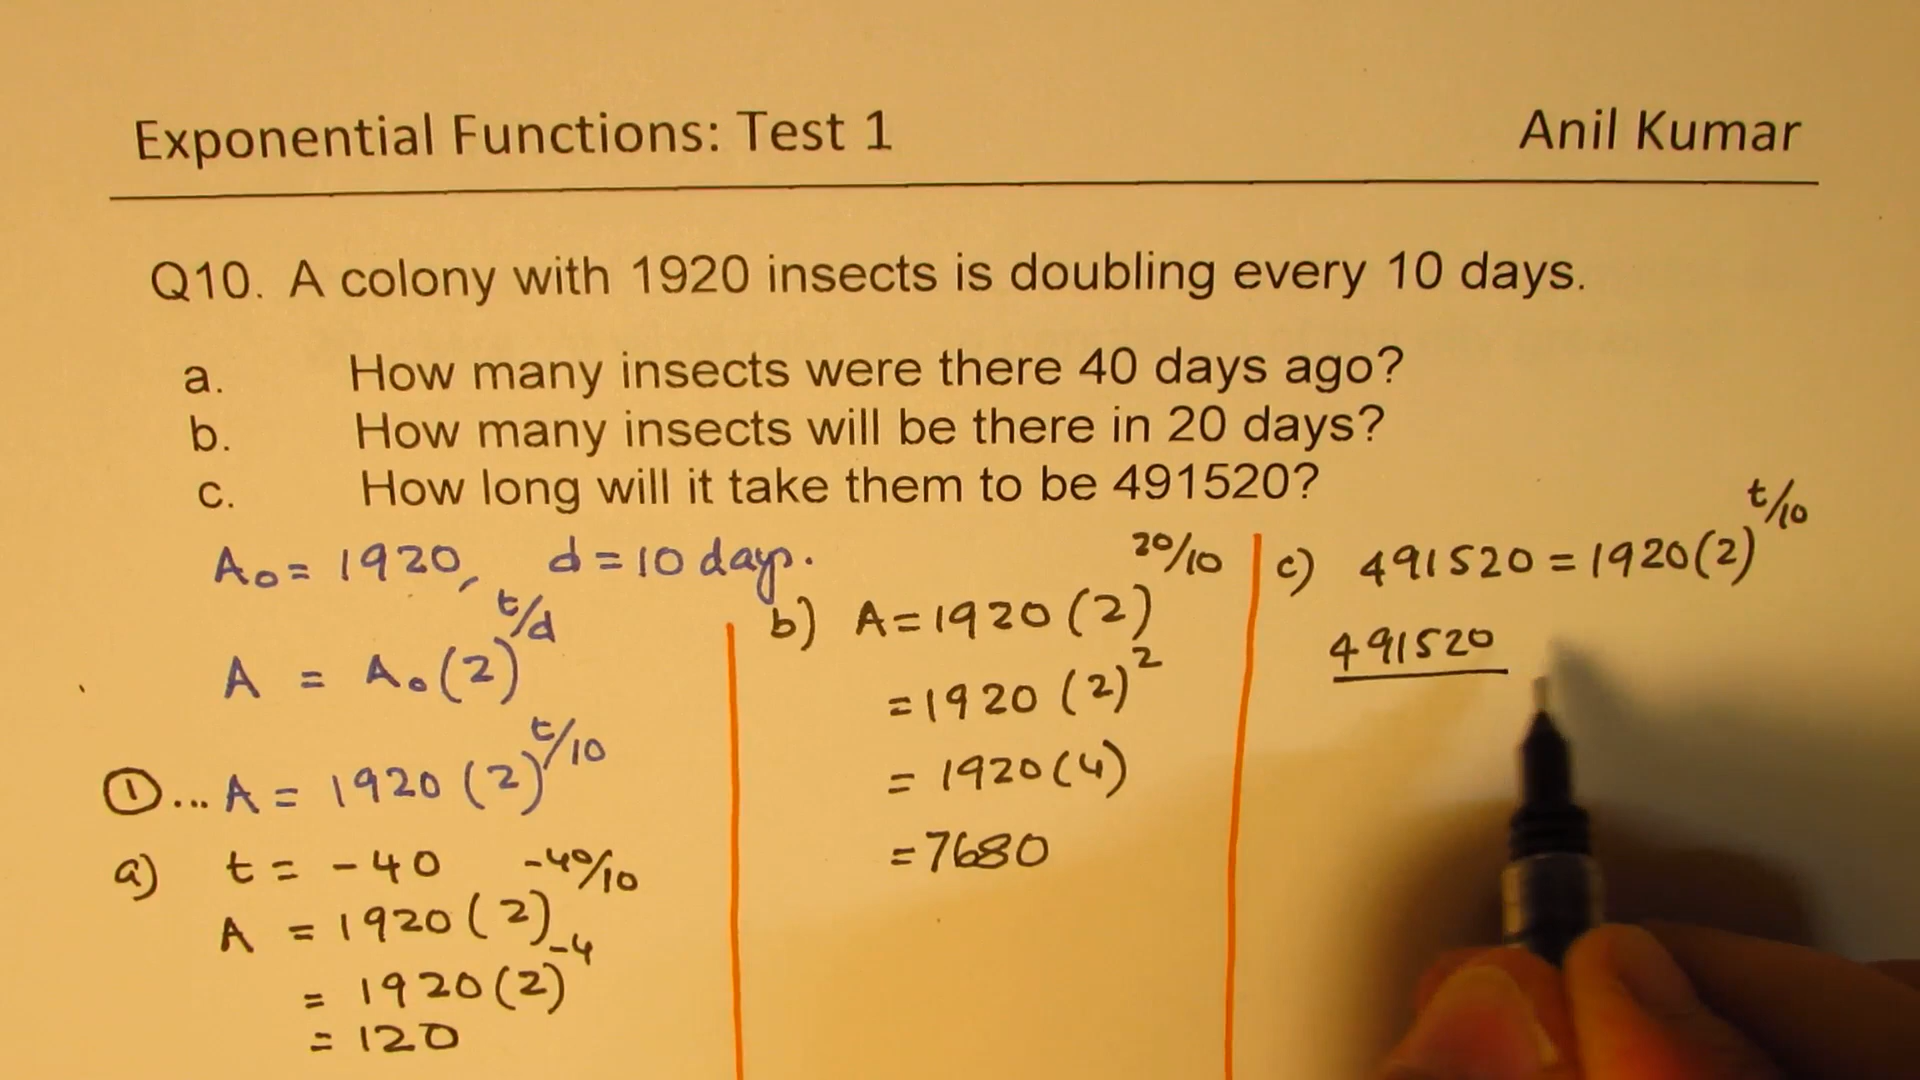 Exponential Functions: Test 1 Anil Kumar
Q10. A colony with 1920 insects is doubling every 10 days.
a. How many insects were there 40 days ago?
b. How many insects will be there in 20 days?
c. How long will it take them to be 491520?
A₀ = 1920, d = 10 days.
A = A₀(2)^t/d
① ... A = 1920(2)^t/10
a) t = -40
A = 1920(2)^-40/10
= 1920(2)^-4
= 120
b) A = 1920(2)^20/10
= 1920(2)^2
= 1920(4)
= 7680
c) 491520 = 1920(2)^t/10
491520